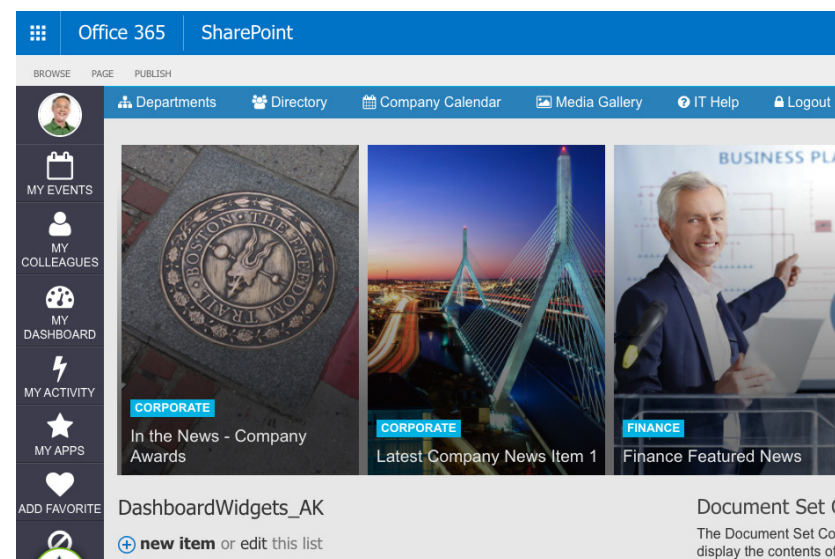 Office 365 SharePoint
BROWSE PAGE PUBLISH
Departments Directory Company Calendar Media Gallery IT Help Logout
MY EVENTS
MY
COLLEAGUES
MY
DASHBOARD
MY ACTIVITY
MY APPS
ADD FAVORITE
BOSTON • THE FREEDOM TRAIL
CORPORATE
In the News - Company
Awards
CORPORATE
Latest Company News Item 1
BUSINESS
FINANCE
Finance Featured News
DashboardWidgets_AK
new item or edit this list
Document Set
The Document Set
display the contents